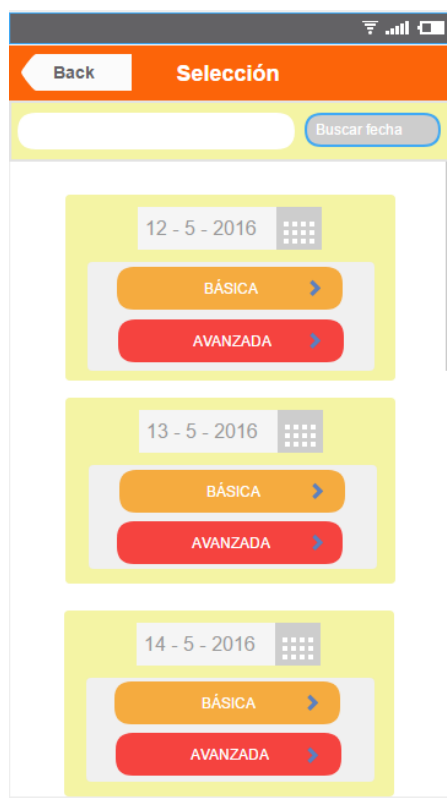 Back
Selección
Buscar fecha
12 - 5 - 2016
BÁSICA
AVANZADA
13 - 5 - 2016
BÁSICA
AVANZADA
14 - 5 - 2016
BÁSICA
AVANZADA